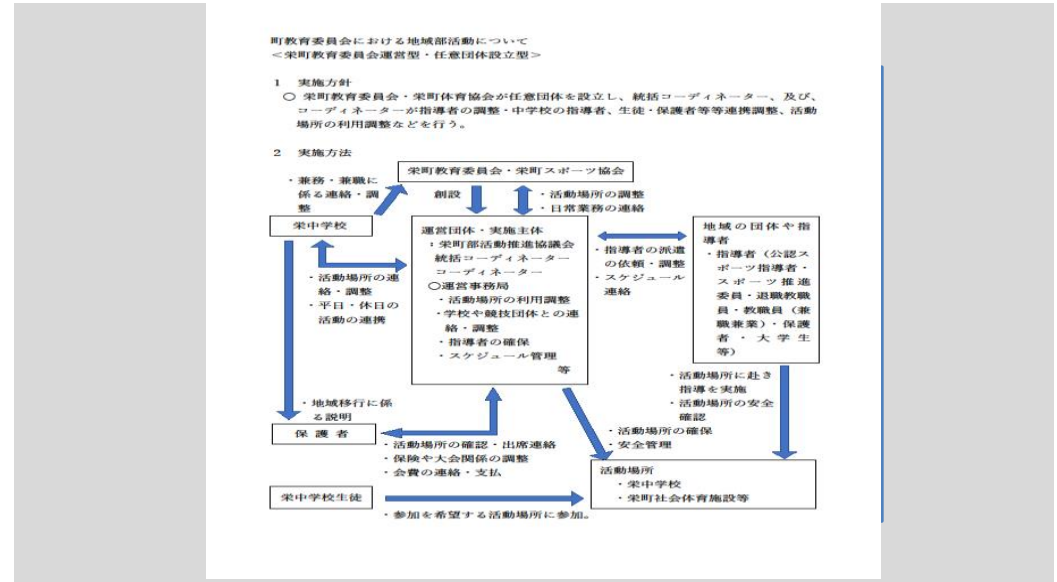 町教育委員会における地域部活動について
＜栄町教育委員会運営型・任意団体設立型＞
1　実施方針
○ 栄町教育委員会・栄町体育協会が任意団体を設立し、統括コーディネーター、及び、
コーディネーターが指導者の調整・中学校の指導者、生徒・保護者等等連携調整、活動
場所の利用調整などを行う。
2　実施方法
栄町教育委員会・栄町スポーツ協会
・兼務・兼職に
係る連絡・調
整
創設
・活動場所の調整
・日常業務の連絡
栄中学校
運営団体・実施主体
：栄町部活動推進協議会
統括コーディネーター
コーディネーター
○運営事務局
・活動場所の利用調整
・学校や競技団体との連
絡・調整
・指導者の確保
・スケジュール管理
等
・指導者の派遣
の依頼・調整
・スケジュール
連絡
地域の団体や指
導者
・指導者（公認ス
ポーツ指導者・
スポーツ推進
委員・退職教職
員・教職員（兼
職兼業）・保護
者・大学生
等）
・活動場所の連
絡・調整
・平日・休日の
活動の連携
・活動場所に赴き
指導を実施
・活動場所の安全
確認
・地域移行に係
る説明
・活動場所の確保
・安全管理
保護者
・活動場所の確認・出席連絡
・保険や大会関係の調整
・会費の連絡・支払
活動場所
・栄中学校
・栄町社会体育施設等
栄中学校生徒
・参加を希望する活動場所に参加。